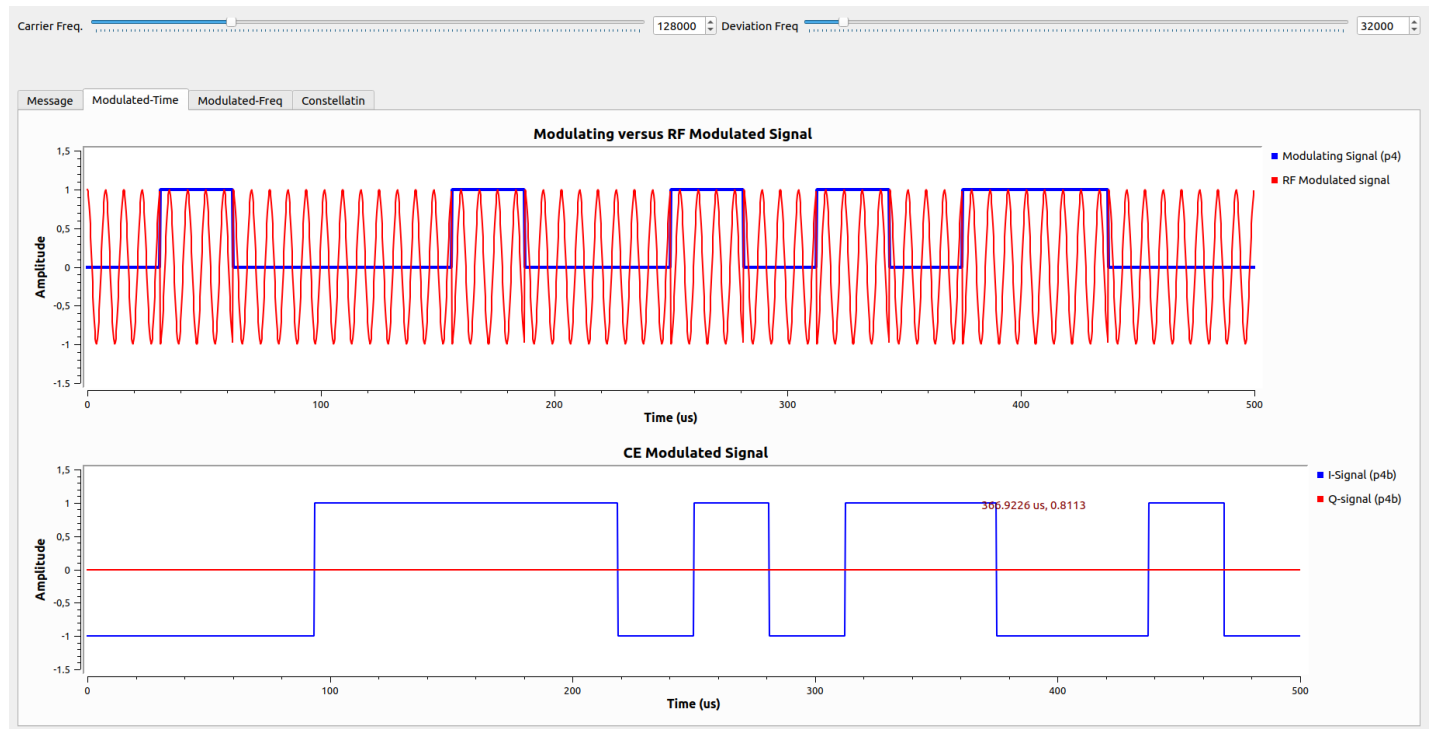 Carrier Freq. 128000 Deviation Freq 32000
Message Modulated-Time Modulated-Freq Constellatin
Modulating versus RF Modulated Signal
1,5
1
0,5
0
-0,5
-1
-1.5
Amplitude
0 100 200 300 400 500
Time (us)
Modulating Signal (p4)
RF Modulated signal
CE Modulated Signal
1,5
1
0,5
0
-0,5
-1
-1.5
Amplitude
366.9226 us, 0.8113
0 100 200 300 400 500
Time (us)
I-Signal (p4b)
Q-signal (p4b)